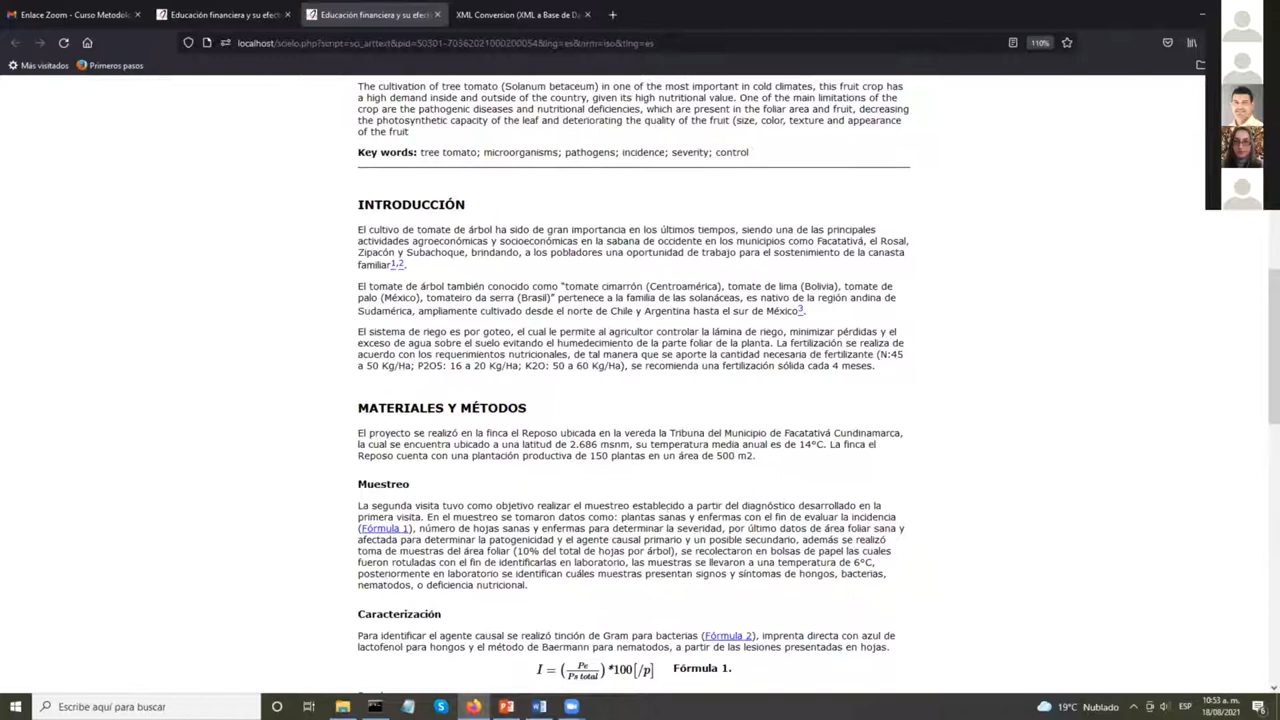 Enlace Zoom - Curso Metodolo
Educación financiera y su efect
Educación financiera y su efect
XML Conversion (XML a Base de Da
localhost/scielo.php?script=sci_arttext&pid=S0301-70362021000200054&lng=es&nrm=iso&tlng=es
110%
Más visitados
Primeros pasos
The cultivation of tree tomato (Solanum betaceum) in one of the most important in cold climates, this fruit crop has
a high demand inside and outside of the country, given its high nutritional value. One of the main limitations of the
crop are the pathogenic diseases and nutritional deficiencies, which are present in the foliar area and fruit, decreasing
the photosynthetic capacity of the leaf and deteriorating the quality of the fruit (size, color, texture and appearance
of the fruit
Key words: tree tomato; microorganisms; pathogens; incidence; severity; control
INTRODUCCIÓN
El cultivo de tomate de árbol ha sido de gran importancia en los últimos tiempos, siendo una de las principales
actividades agroeconómicas y socioeconómicas en la sabana de occidente en los municipios como Facatativá, el Rosal,
Zipacón y Subachoque, brindando, a los pobladores una oportunidad de trabajo para el sostenimiento de la canasta
familiar1,2.
El tomate de árbol también conocido como "tomate cimarrón (Centroamérica), tomate de lima (Bolivia), tomate de
palo (México), tomateiro da serra (Brasil)" pertenece a la familia de las solanáceas, es nativo de la región andina de
Sudamérica, ampliamente cultivado desde el norte de Chile y Argentina hasta el sur de México3.
El sistema de riego es por goteo, el cual le permite al agricultor controlar la lámina de riego, minimizar pérdidas y el
exceso de agua sobre el suelo evitando el humedecimiento de la parte foliar de la planta. La fertilización se realiza de
acuerdo con los requerimientos nutricionales, de tal manera que se aporte la cantidad necesaria de fertilizante (N:45
a 50 Kg/Ha; P2O5: 16 a 20 Kg/Ha; K2O: 50 a 60 Kg/Ha), se recomienda una fertilización sólida cada 4 meses.
MATERIALES Y MÉTODOS
El proyecto se realizó en la finca el Reposo ubicada en la vereda la Tribuna del Municipio de Facatativá Cundinamarca,
la cual se encuentra ubicado a una latitud de 2.686 msnm, su temperatura media anual es de 14°C. La finca el
Reposo cuenta con una plantación productiva de 150 plantas en un área de 500 m2.
Muestreo
La segunda visita tuvo como objetivo realizar el muestreo establecido a partir del diagnóstico desarrollado en la
primera visita. En el muestreo se tomaron datos como: plantas sanas y enfermas con el fin de evaluar la incidencia
(Fórmula 1), número de hojas sanas y enfermas para determinar la severidad, por último datos de área foliar sana y
afectada para determinar la patogenicidad y el agente causal primario y un posible secundario, además se realizó
toma de muestras del área foliar (10% del total de hojas por árbol), se recolectaron en bolsas de papel las cuales
fueron rotuladas con el fin de identificarlas en laboratorio, las muestras se llevaron a una temperatura de 6°C,
posteriormente en laboratorio se identifican cuáles muestras presentan signos y síntomas de hongos, bacterias,
nematodos, o deficiencia nutricional.
Caracterización
Para identificar el agente causal se realizó tinción de Gram para bacterias (Fórmula 2), imprenta directa con azul de
lactofenol para hongos y el método de Baermann para nematodos, a partir de las lesiones presentadas en hojas.
I = (Pe / Ps total) *100[/p] Fórmula 1.
Escribe aquí para buscar
19°C Nublado
ESP
10:53 a. m.
18/08/2021